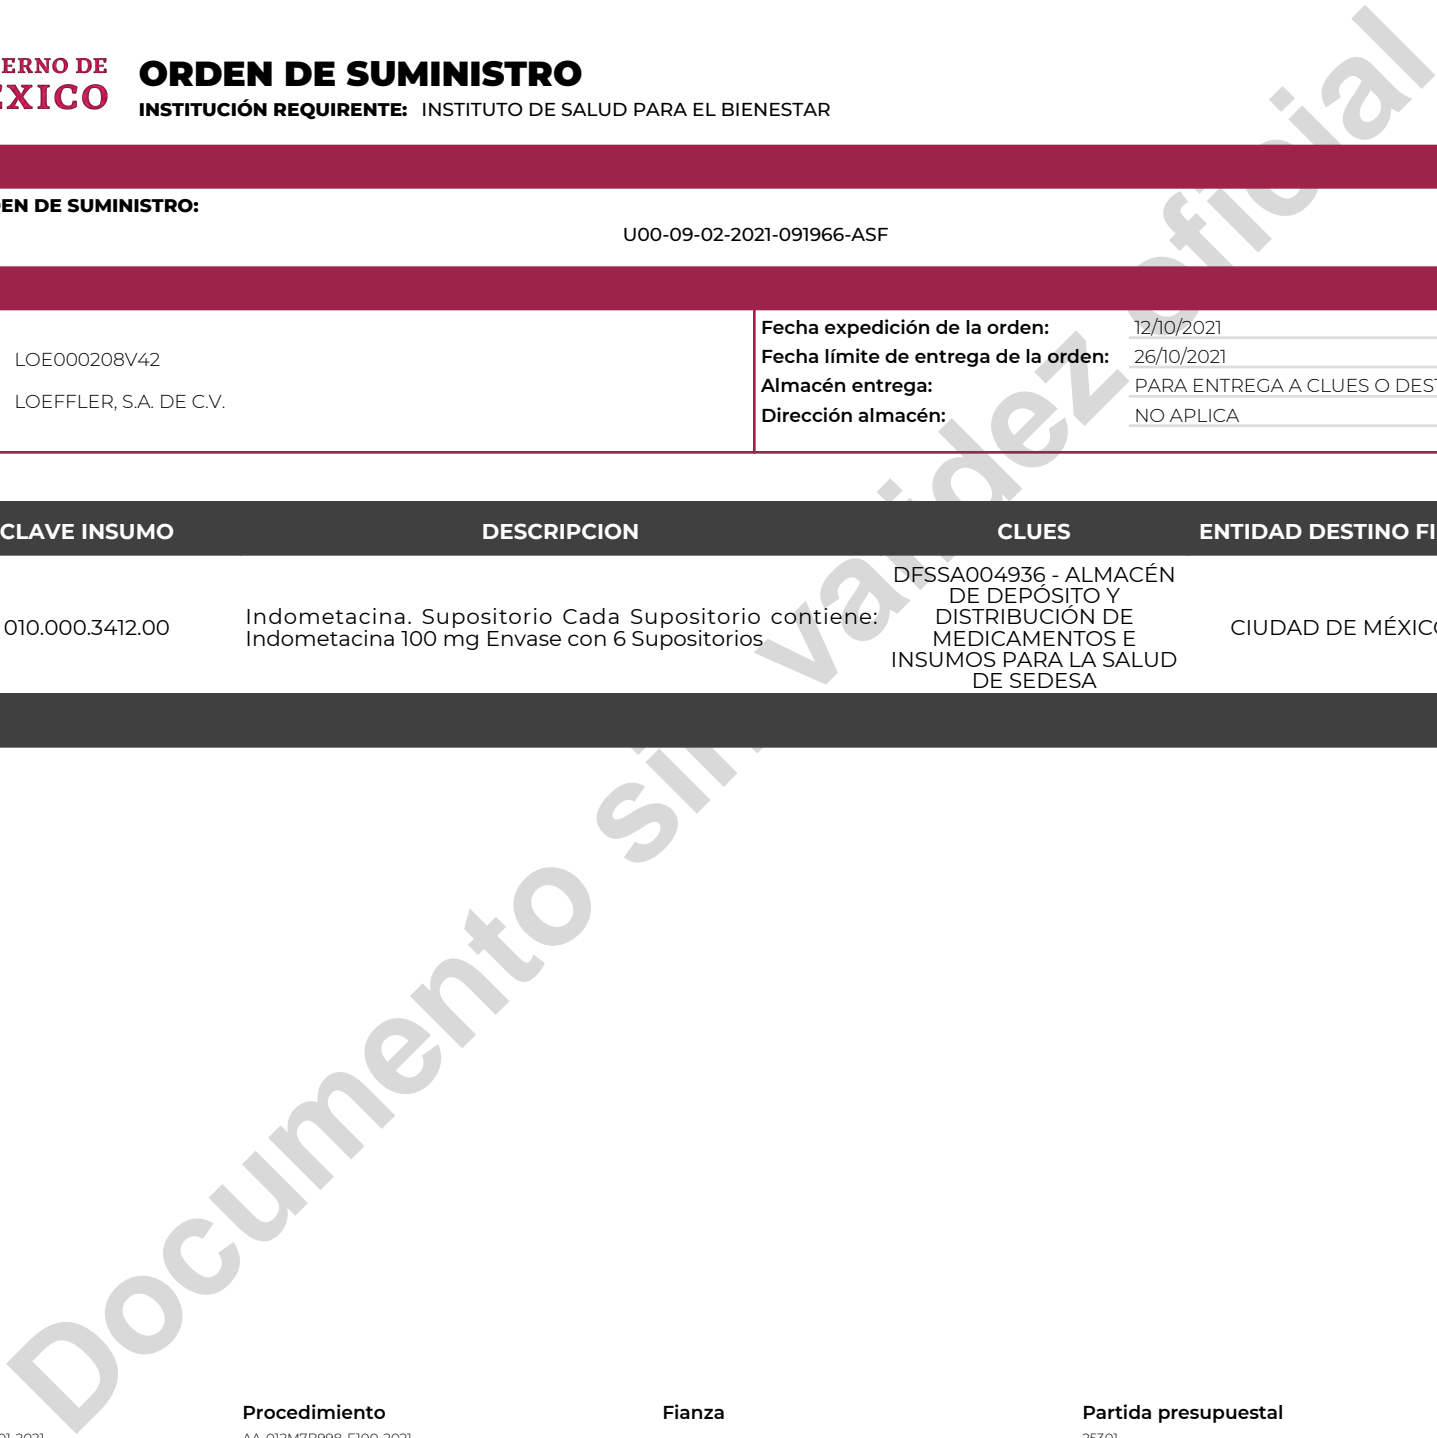 ERNO DE
EXICO
ORDEN DE SUMINISTRO
INSTITUCIÓN REQUIRENTE: INSTITUTO DE SALUD PARA EL BIENESTAR
EN DE SUMINISTRO:
U00-09-02-2021-091966-ASF
LOE000208V42
LOEFFLER, S.A. DE C.V.
Fecha expedición de la orden: 12/10/2021
Fecha límite de entrega de la orden: 26/10/2021
Almacén entrega: PARA ENTREGA A CLUES O DEST
Dirección almacén: NO APLICA
CLAVE INSUMO DESCRIPCION CLUES ENTIDAD DESTINO FI
010.000.3412.00
Indometacina. Supositorio Cada Supositorio contiene:
Indometacina 100 mg Envase con 6 Supositorios
DFSSA004936 - ALMACÉN
DE DEPÓSITO Y
DISTRIBUCIÓN DE
MEDICAMENTOS E
INSUMOS PARA LA SALUD
DE SEDESA
CIUDAD DE MÉXICO
Documento sin validez oficial
Procedimiento Fianza Partida presupuestal